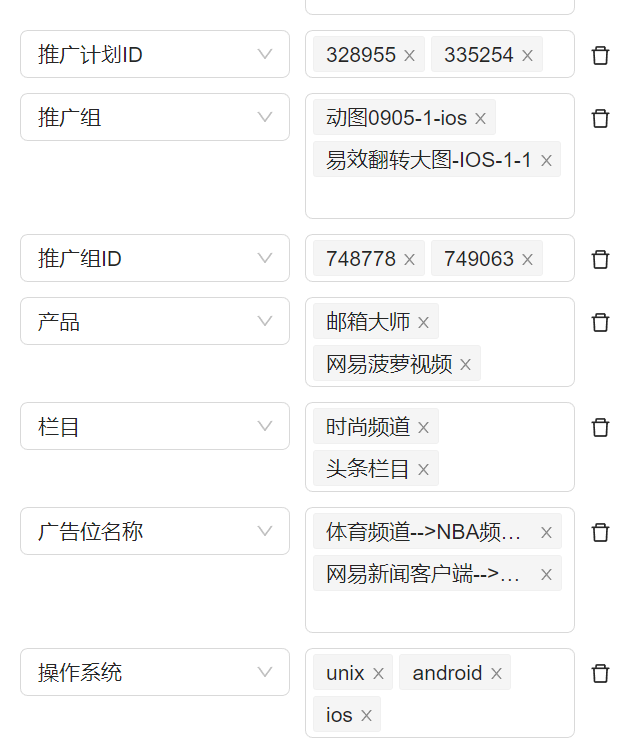 推广计划ID 328955 335254
推广组 动图0905-1-ios
易效翻转大图-IOS-1-1
推广组ID 748778 749063
产品 邮箱大师
网易菠萝视频
栏目 时尚频道
头条栏目
广告位名称 体育频道-->NBA频...
网易新闻客户端-->...
操作系统 unix android
ios